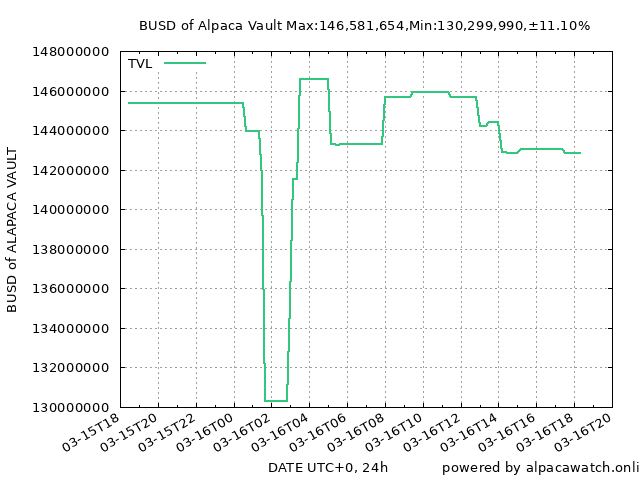 BUSD of Alpaca Vault Max:146,581,654,Min:130,299,990,±11.10%
TVL
148000000
146000000
144000000
142000000
140000000
138000000
136000000
134000000
132000000
130000000
BUSD of ALAPACA VAULT
03-15T18
03-15T20
03-15T22
03-16T00
03-16T02
03-16T04
03-16T06
03-16T08
03-16T10
03-16T12
03-16T14
03-16T16
03-16T18
03-16T20
DATE UTC+0, 24h
powered by alpacawatch.onli